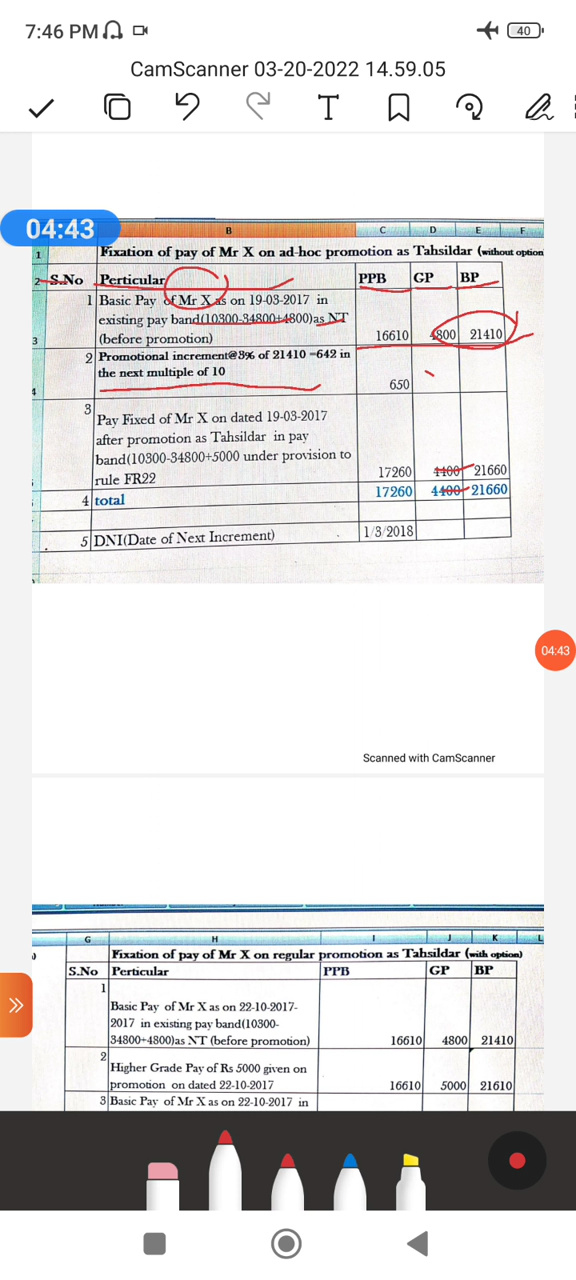 7:46 PM
40
CamScanner 03-20-2022 14.59.05
T
04:43
B C D E F
1 Fixation of pay of Mr X on ad-hoc promotion as Tahsildar (without option
2 S.No Perticular PPB GP BP
1 Basic Pay of Mr X as on 19-03-2017 in
existing pay band(10300-34800+4800)as NT
3 (before promotion) 16610 4800 21410
2 Promotional increment@3% of 21410 =642 in
the next multiple of 10
4 650
3
Pay Fixed of Mr X on dated 19-03-2017
after promotion as Tahsildar in pay
band(10300-34800+5000 under provision to
rule FR22 17260 4400 21660
4 total 17260 4400 21660
5 DNI(Date of Next Increment) 1/3/2018
04:43
Scanned with CamScanner
G H I J K L
Fixation of pay of Mr X on regular promotion as Tahsildar (with option)
S.No Perticular PPB GP BP
1
Basic Pay of Mr X as on 22-10-2017-
2017 in existing pay band(10300-
34800+4800)as NT (before promotion) 16610 4800 21410
2
Higher Grade Pay of Rs 5000 given on
promotion on dated 22-10-2017 16610 5000 21610
3 Basic Pay of Mr X as on 22-10-2017 in